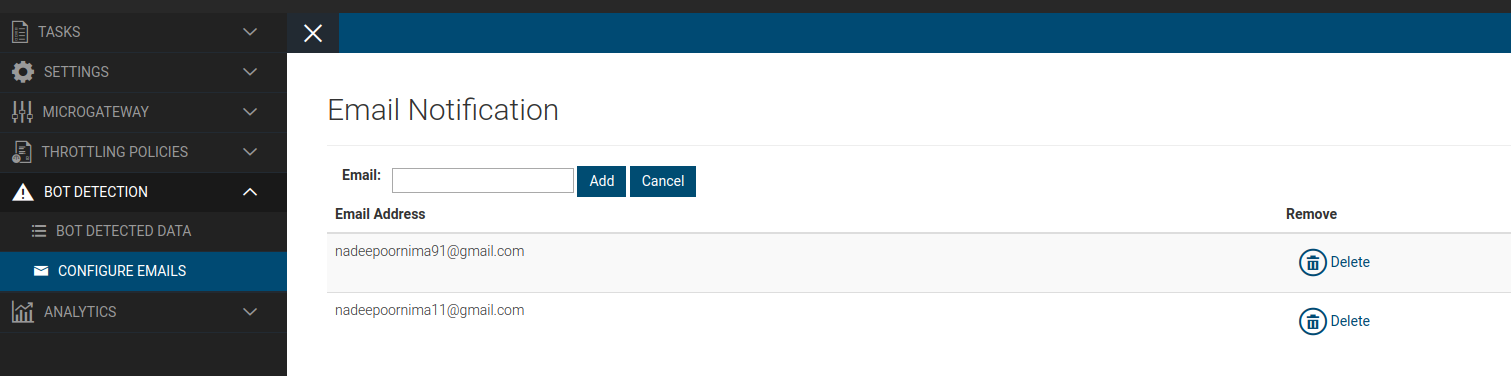 TASKS
SETTINGS
MICROGATEWAY
THROTTLING POLICIES
BOT DETECTION
BOT DETECTED DATA
CONFIGURE EMAILS
ANALYTICS
Email Notification
Email: Add Cancel
Email Address Remove
nadeepoornima91@gmail.com Delete
nadeepoornima11@gmail.com Delete